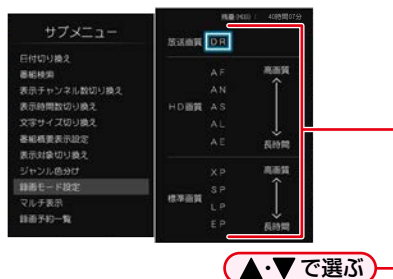 サブメニュー
日付切り換え
番組検索
表示チャンネル数切り換え
表示時間数切り換え
文字サイズ切り換え
番組概要表示設定
表示対象切り換え
ジャンル色分け
録画モード設定
マルチ表示
録画予約一覧
残量(HDD) / 40時間07分
放送画質 DR
AF 高画質
AN
HD画質 AS
AL
AE 長時間
XP 高画質
SP
標準画質 LP
EP 長時間
▲・▼で選ぶ